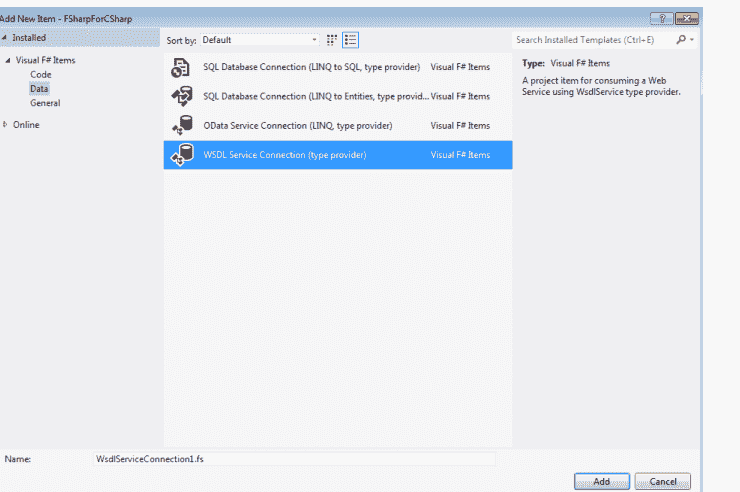 Add New Item - FSharpForCSharp
Installed
Sort by: Default
Search Installed Templates (Ctrl+E)
Visual F# Items
Code
Data
General
Online
SQL Database Connection (LINQ to SQL, type provider) Visual F# Items
SQL Database Connection (LINQ to Entities, type provid... Visual F# Items
OData Service Connection (LINQ, type provider) Visual F# Items
WSDL Service Connection (type provider) Visual F# Items
Type: Visual F# Items
A project item for consuming a Web
Service using WsdlService type provider.
Name: WsdlServiceConnection1.fs
Add Cancel